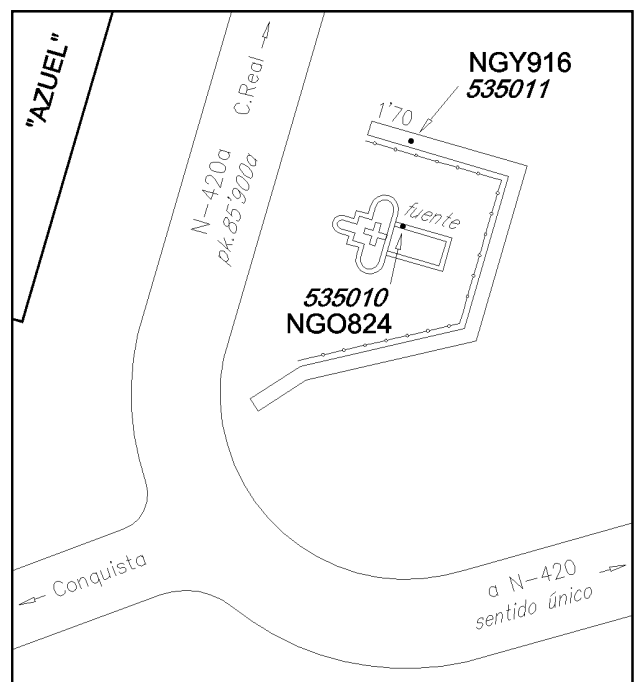 "AZUEL"
C.Real
N-420a
pk.85'900a
NGY916
535011
1'70
fuente
535010
NGO824
Conquista
a N-420
sentido único